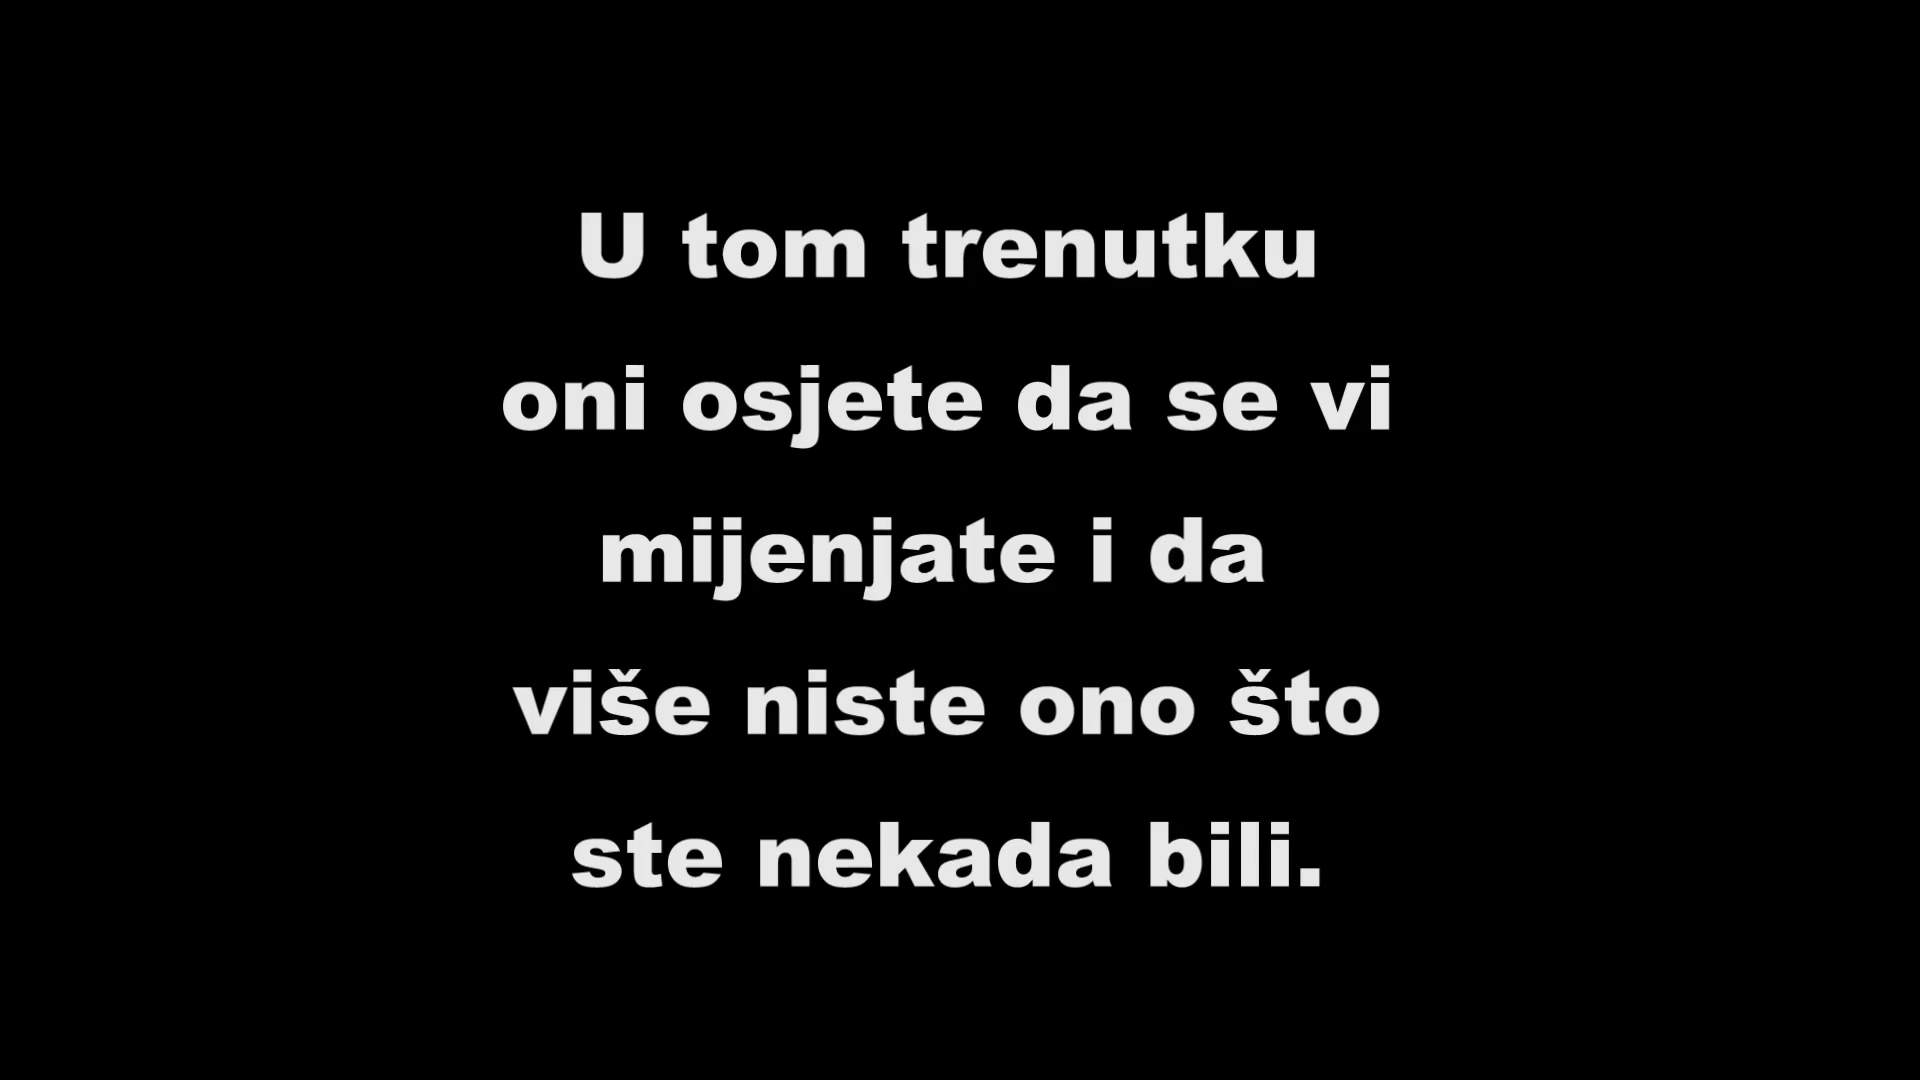 U tom trenutku
oni osjete da se vi
mijenjate i da
više niste ono što
ste nekada bili.